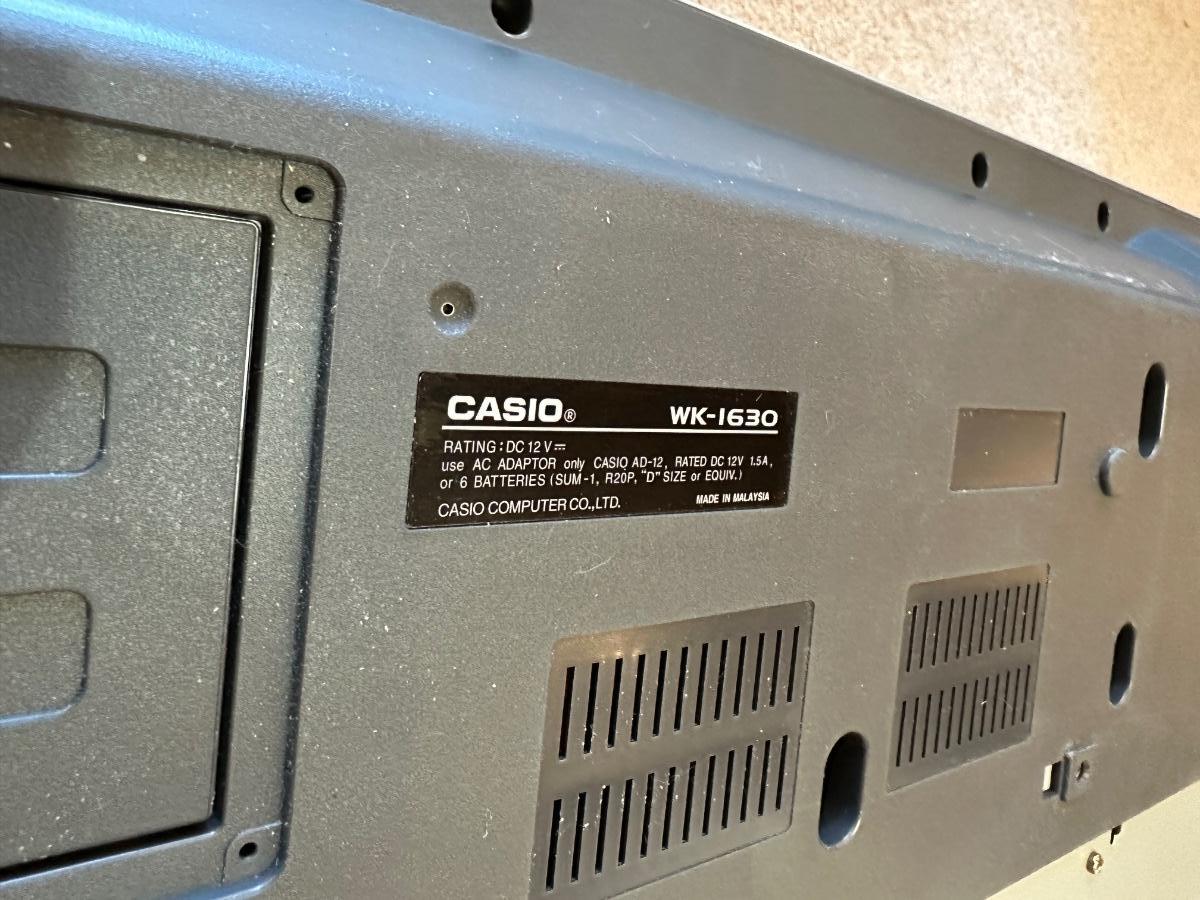 CASIO® WK-1630
RATING : DC 12 V ⎓
use AC ADAPTOR only CASIO AD-12, RATED DC 12V 1.5A,
or 6 BATTERIES (SUM-1, R20P, "D" SIZE or EQUIV.)
CASIO COMPUTER CO.,LTD. MADE IN MALAYSIA